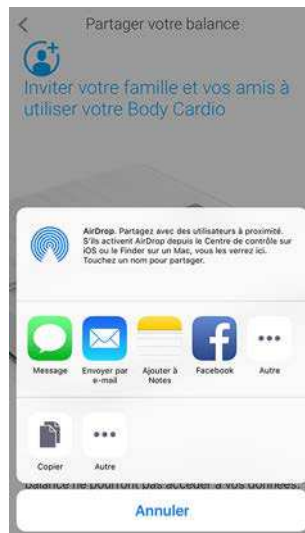 Partager votre balance
Inviter votre famille et vos amis à
utiliser votre Body Cardio
AirDrop. Partagez avec des utilisateurs à proximité.
S'ils activent AirDrop depuis le Centre de contrôle sur
iOS ou le Finder sur un Mac, vous les verrez ici.
Touchez un nom pour partager.
Message
Envoyer par
e-mail
Ajouter à
Notes
Facebook
Autre
Copier
Autre
balance ne pourront pas accéder à vos données.
Annuler